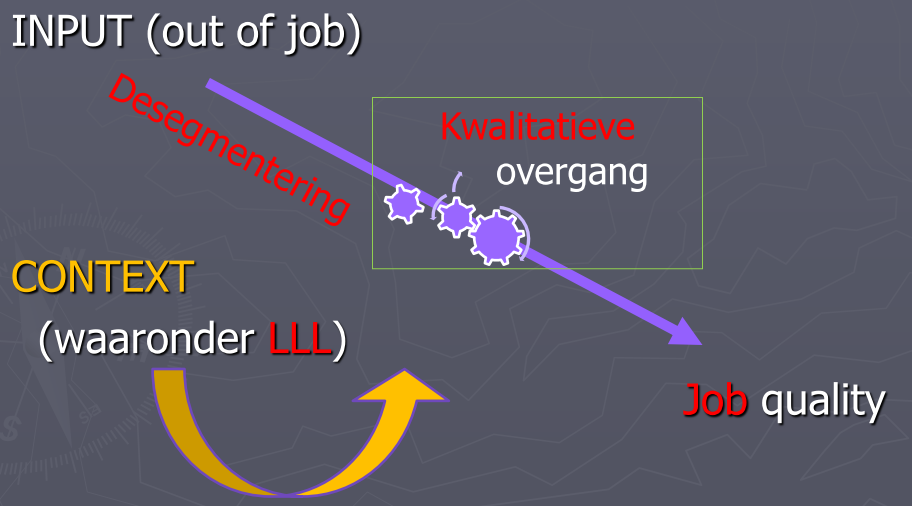 INPUT (out of job)
Desegmentering
Kwalitatieve
overgang
CONTEXT
(waaronder LLL)
Job quality